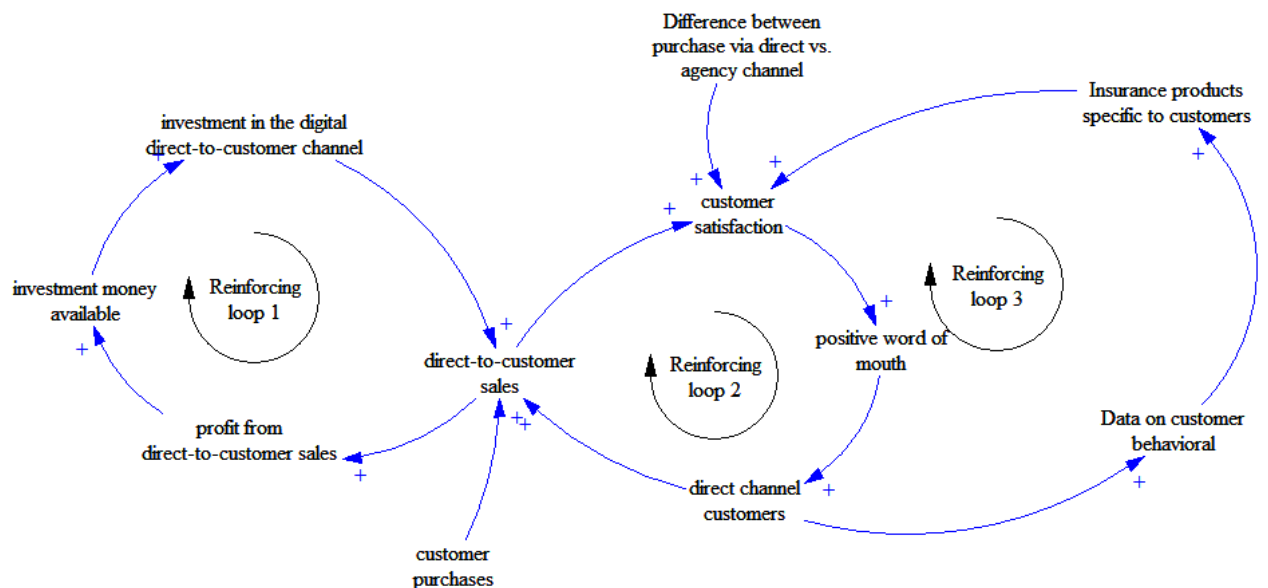 Difference between
purchase via direct vs.
agency channel
Insurance products
specific to customers
+
investment in the digital
direct-to-customer channel
+
+
+
+
customer
satisfaction
+
Reinforcing
loop 1
investment money
available
+
Reinforcing
loop 3
+
positive word of
mouth
+
direct-to-customer
sales
Reinforcing
loop 2
profit from
direct-to-customer sales
+
+
+
Data on customer
behavioral
+
direct channel
customers
+
customer
purchases